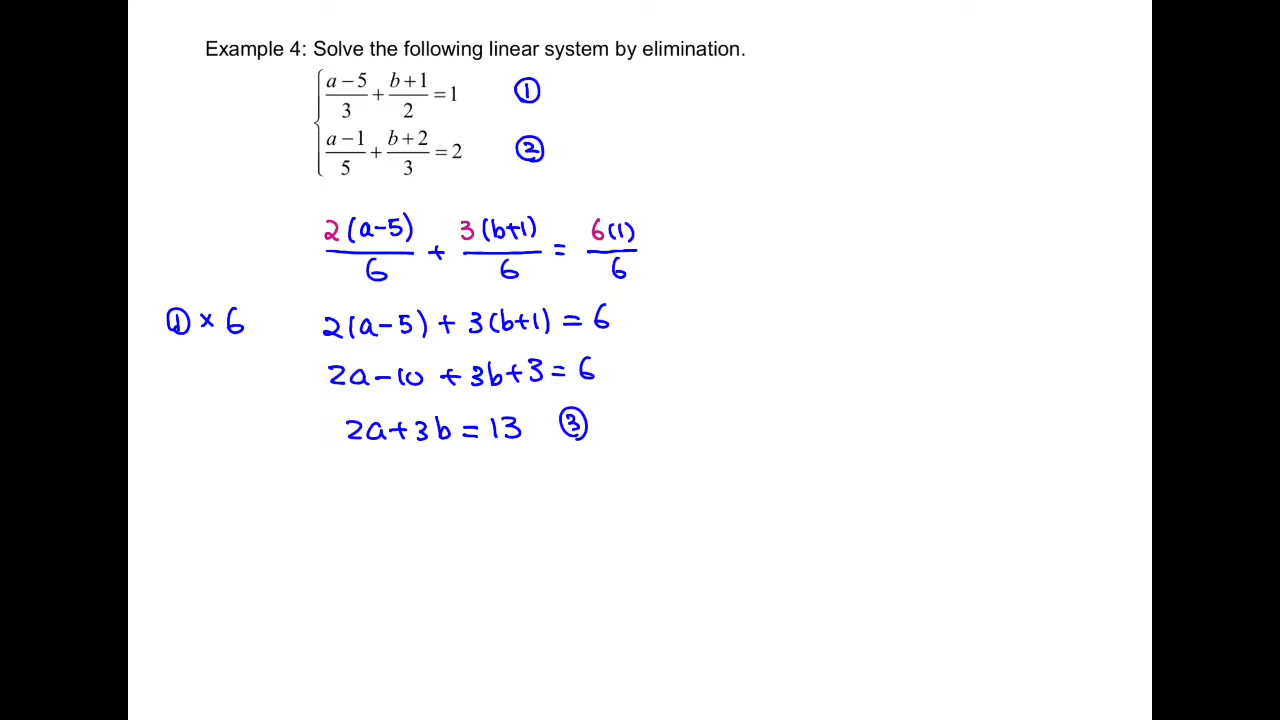 Example 4: Solve the following linear system by elimination.
{ (a − 5)/3 + (b + 1)/2 = 1 ①
(a − 1)/5 + (b + 2)/3 = 2 ②
2(a−5)/6 + 3(b+1)/6 = 6(1)/6
① × 6 2(a−5) + 3(b+1) = 6
2a − 10 + 3b + 3 = 6
2a + 3b = 13 ③